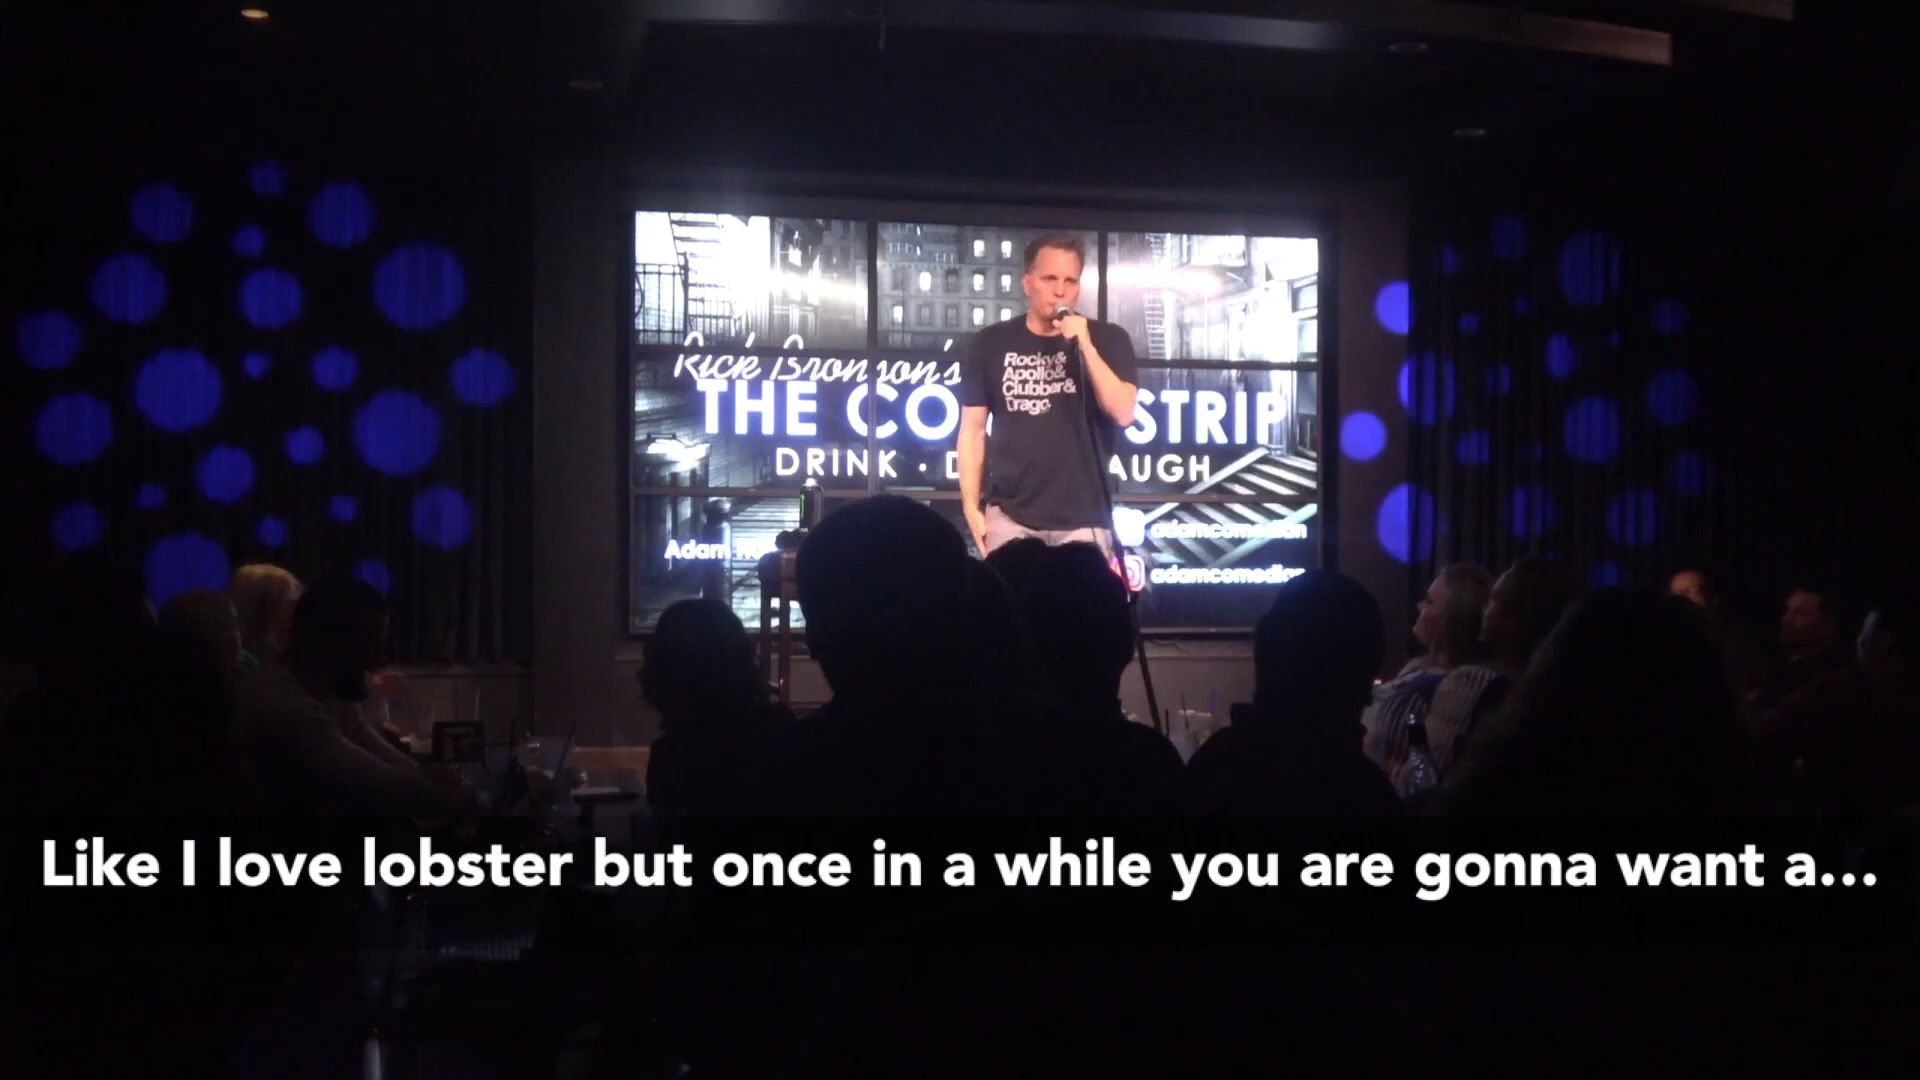 Rick Bronson's
THE CO STRIP
DRINK · D AUGH
Rocky&
Apollo&
Clubber&
Drago.
Adam
adamcomedian
adamcomedian
Like I love lobster but once in a while you are gonna want a...